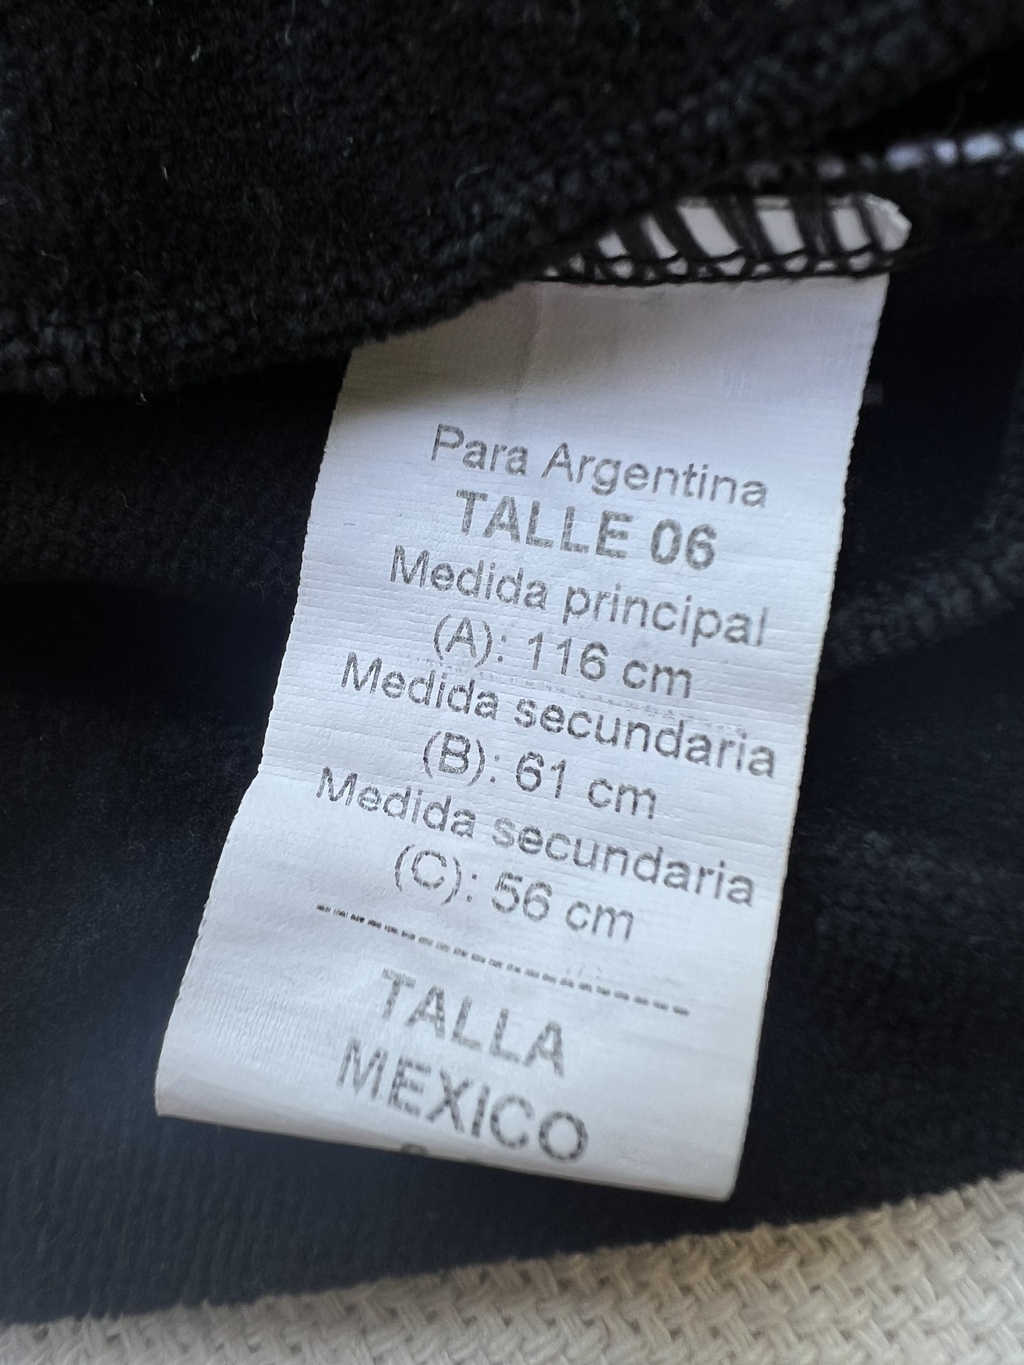 Para Argentina
TALLE 06
Medida principal
(A): 116 cm
Medida secundaria
(B): 61 cm
Medida secundaria
(C): 56 cm
TALLA
MEXICO